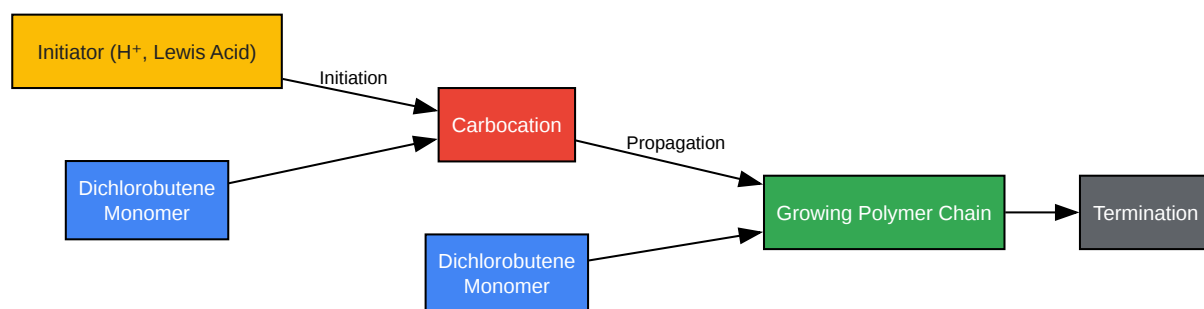 Initiator (H⁺, Lewis Acid)
Initiation
Carbocation
Dichlorobutene
Monomer
Propagation
Growing Polymer Chain
Termination
Dichlorobutene
Monomer